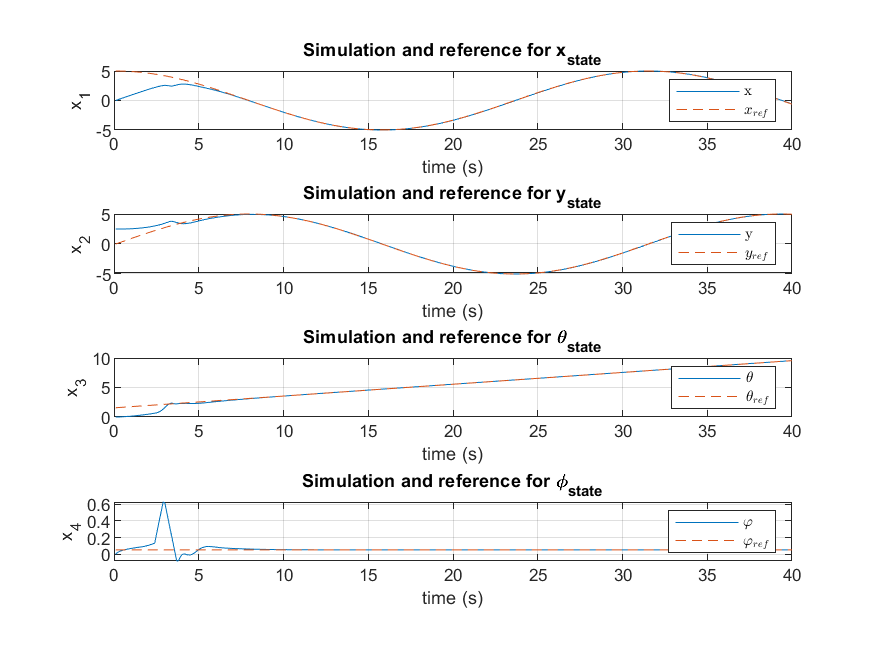 Simulation and reference for x_state
5
0
-5
x_1
x
x_ref
0 5 10 15 20 25 30 35 40
time (s)
Simulation and reference for y_state
5
0
-5
x_2
y
y_ref
0 5 10 15 20 25 30 35 40
time (s)
Simulation and reference for θ_state
10
5
0
x_3
θ
θ_ref
0 5 10 15 20 25 30 35 40
time (s)
Simulation and reference for ϕ_state
0.6
0.4
0.2
0
x_4
φ
φ_ref
0 5 10 15 20 25 30 35 40
time (s)